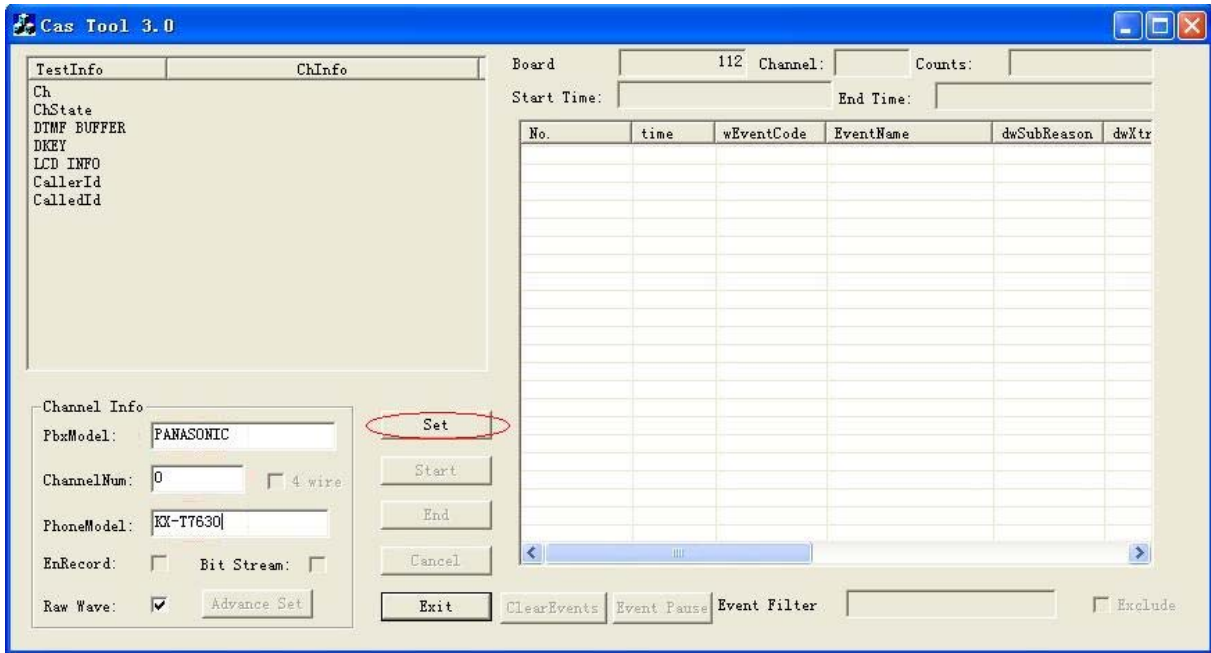 Cas Tool 3.0
TestInfo ChInfo
Ch
ChState
DTMF BUFFER
DKEY
LCD INFO
CallerId
CalledId
Board 112 Channel: Counts:
Start Time: End Time:
No. time wEventCode EventName dwSubReason dwXtr
Channel Info
PbxModel: PANASONIC
ChannelNum: 0 4 wire
PhoneModel: KX-T7630
EnRecord: Bit Stream:
Raw Wave: Advance Set
Set
Start
End
Cancel
Exit
ClearEvents Event Pause Event Filter Exclude